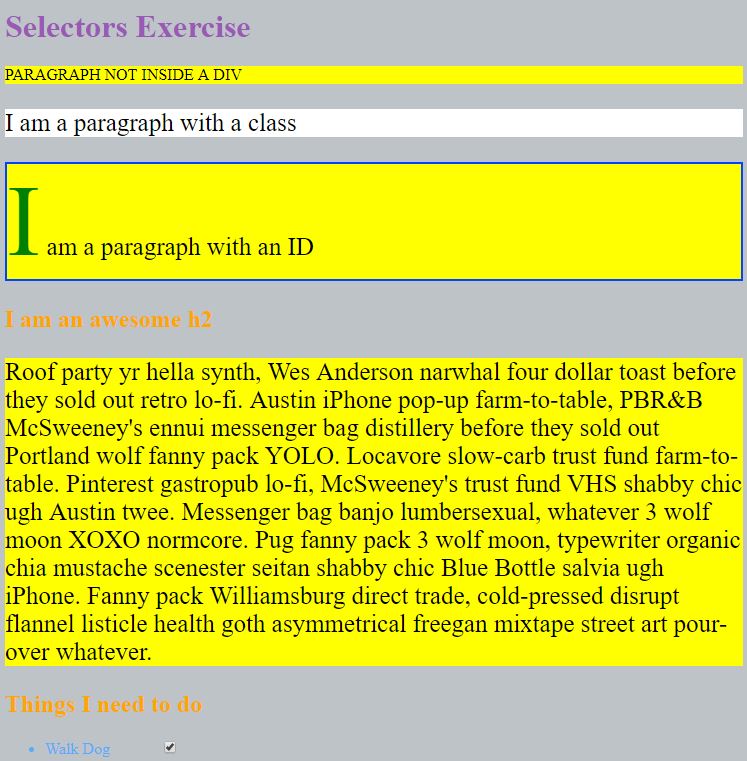 Selectors Exercise
PARAGRAPH NOT INSIDE A DIV
I am a paragraph with a class
I am a paragraph with an ID
I am an awesome h2
Roof party yr hella synth, Wes Anderson narwhal four dollar toast before
they sold out retro lo-fi. Austin iPhone pop-up farm-to-table, PBR&B
McSweeney's ennui messenger bag distillery before they sold out
Portland wolf fanny pack YOLO. Locavore slow-carb trust fund farm-to-
table. Pinterest gastropub lo-fi, McSweeney's trust fund VHS shabby chic
ugh Austin twee. Messenger bag banjo lumbersexual, whatever 3 wolf
moon XOXO normcore. Pug fanny pack 3 wolf moon, typewriter organic
chia mustache scenester seitan shabby chic Blue Bottle salvia ugh
iPhone. Fanny pack Williamsburg direct trade, cold-pressed disrupt
flannel listicle health goth asymmetrical freegan mixtape street art pour-
over whatever.
Things I need to do
• Walk Dog